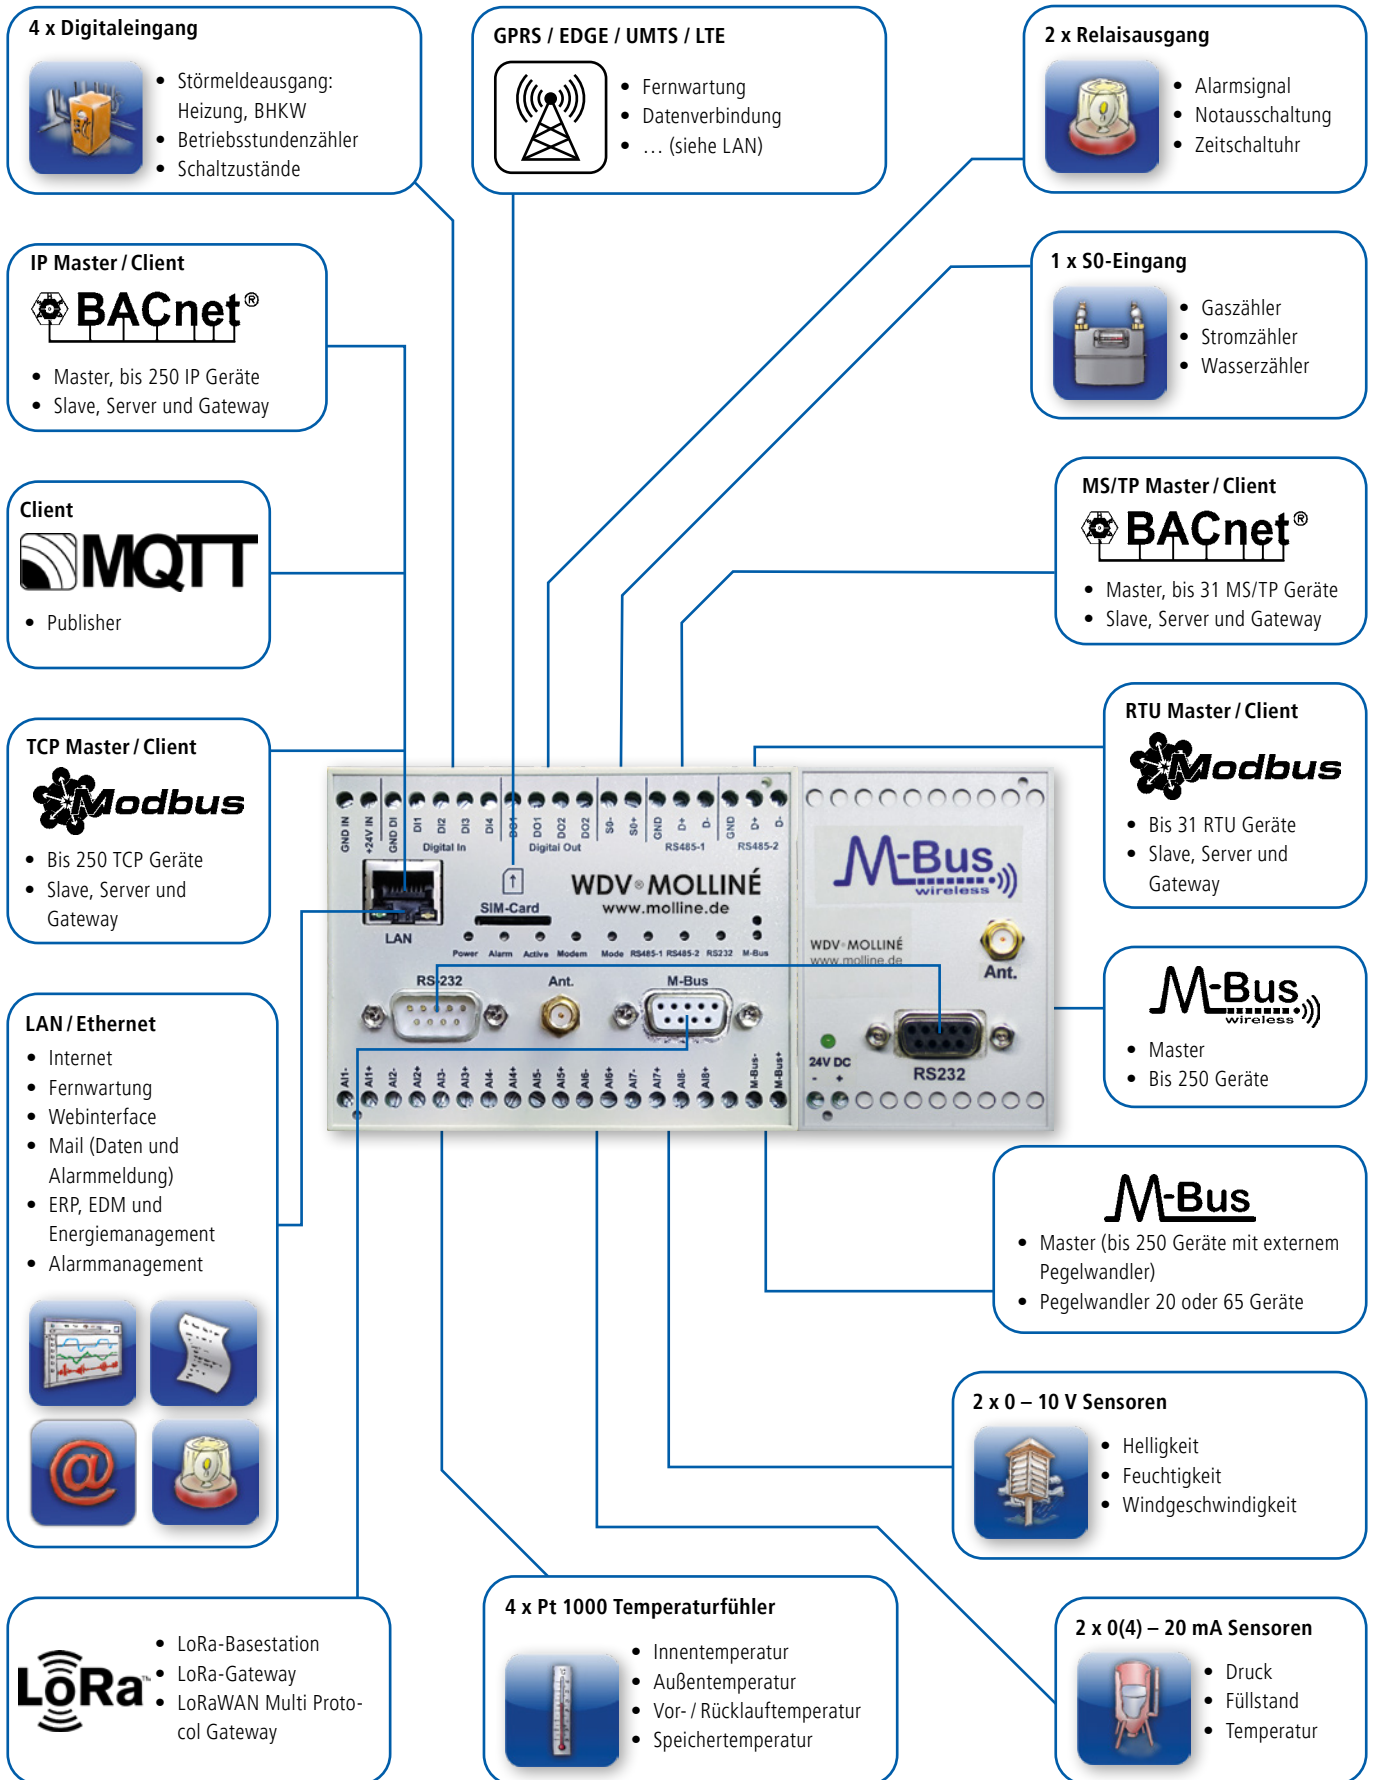 4 x Digitaleingang
• Störmeldeausgang:
Heizung, BHKW
• Betriebsstundenzähler
• Schaltzustände
GPRS / EDGE / UMTS / LTE
• Fernwartung
• Datenverbindung
• … (siehe LAN)
2 x Relaisausgang
• Alarmsignal
• Notausschaltung
• Zeitschaltuhr
IP Master / Client
BACnet®
• Master, bis 250 IP Geräte
• Slave, Server und Gateway
1 x S0-Eingang
• Gaszähler
• Stromzähler
• Wasserzähler
Client
MQTT
• Publisher
MS/TP Master / Client
BACnet®
• Master, bis 31 MS/TP Geräte
• Slave, Server und Gateway
TCP Master / Client
Modbus
• Bis 250 TCP Geräte
• Slave, Server und
Gateway
RTU Master / Client
Modbus
• Bis 31 RTU Geräte
• Slave, Server und
Gateway
GND IN +24V IN GND DI DI1 DI2 DI3 DI4 DO1 DO1 DO2 DO2 S0- S0+ GND D+ D- GND D+ D-
Digital In Digital Out RS485-1 RS485-2
LAN
SIM-Card
WDV®MOLLINÉ
www.molline.de
Power Alarm Active Modem Mode RS485-1 RS485-2 RS232 M-Bus
RS-232 Ant. M-Bus
AI1- AI1+ AI2- AI2+ AI3- AI3+ AI4- AI4+ AI5- AI5+ AI6- AI6+ AI7- AI7+ AI8- AI8+ M-Bus- M-Bus+
M-Bus
wireless
WDV®MOLLINÉ
www.molline.de
Ant.
24V DC
- +
RS232
M-Bus
wireless
• Master
• Bis 250 Geräte
LAN / Ethernet
• Internet
• Fernwartung
• Webinterface
• Mail (Daten und
Alarmmeldung)
• ERP, EDM und
Energiemanagement
• Alarmmanagement
@
M-Bus
• Master (bis 250 Geräte mit externem
Pegelwandler)
• Pegelwandler 20 oder 65 Geräte
2 x 0 – 10 V Sensoren
• Helligkeit
• Feuchtigkeit
• Windgeschwindigkeit
LoRa™
• LoRa-Basestation
• LoRa-Gateway
• LoRaWAN Multi Proto-
col Gateway
4 x Pt 1000 Temperaturfühler
• Innentemperatur
• Außentemperatur
• Vor- / Rücklauftemperatur
• Speichertemperatur
2 x 0(4) – 20 mA Sensoren
• Druck
• Füllstand
• Temperatur